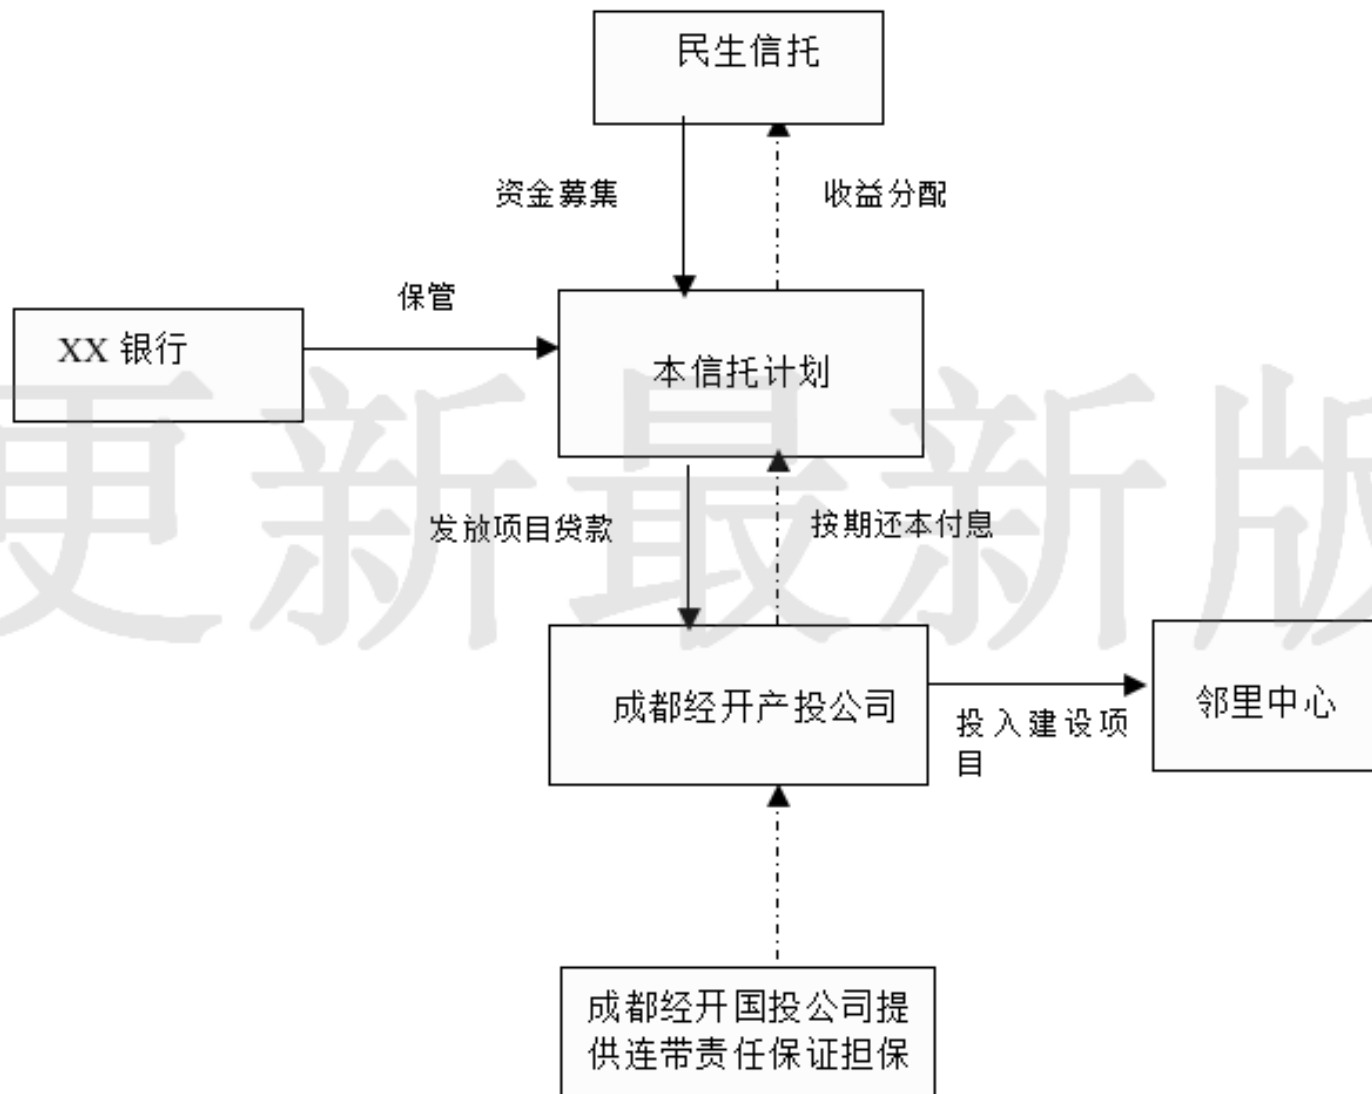 民生信托
资金募集
收益分配
保管
XX 银行
本信托计划
更新最新版
发放项目贷款
按期还本付息
成都经开产投公司
邻里中心
投入建设项
目
成都经开国投公司提
供连带责任保证担保